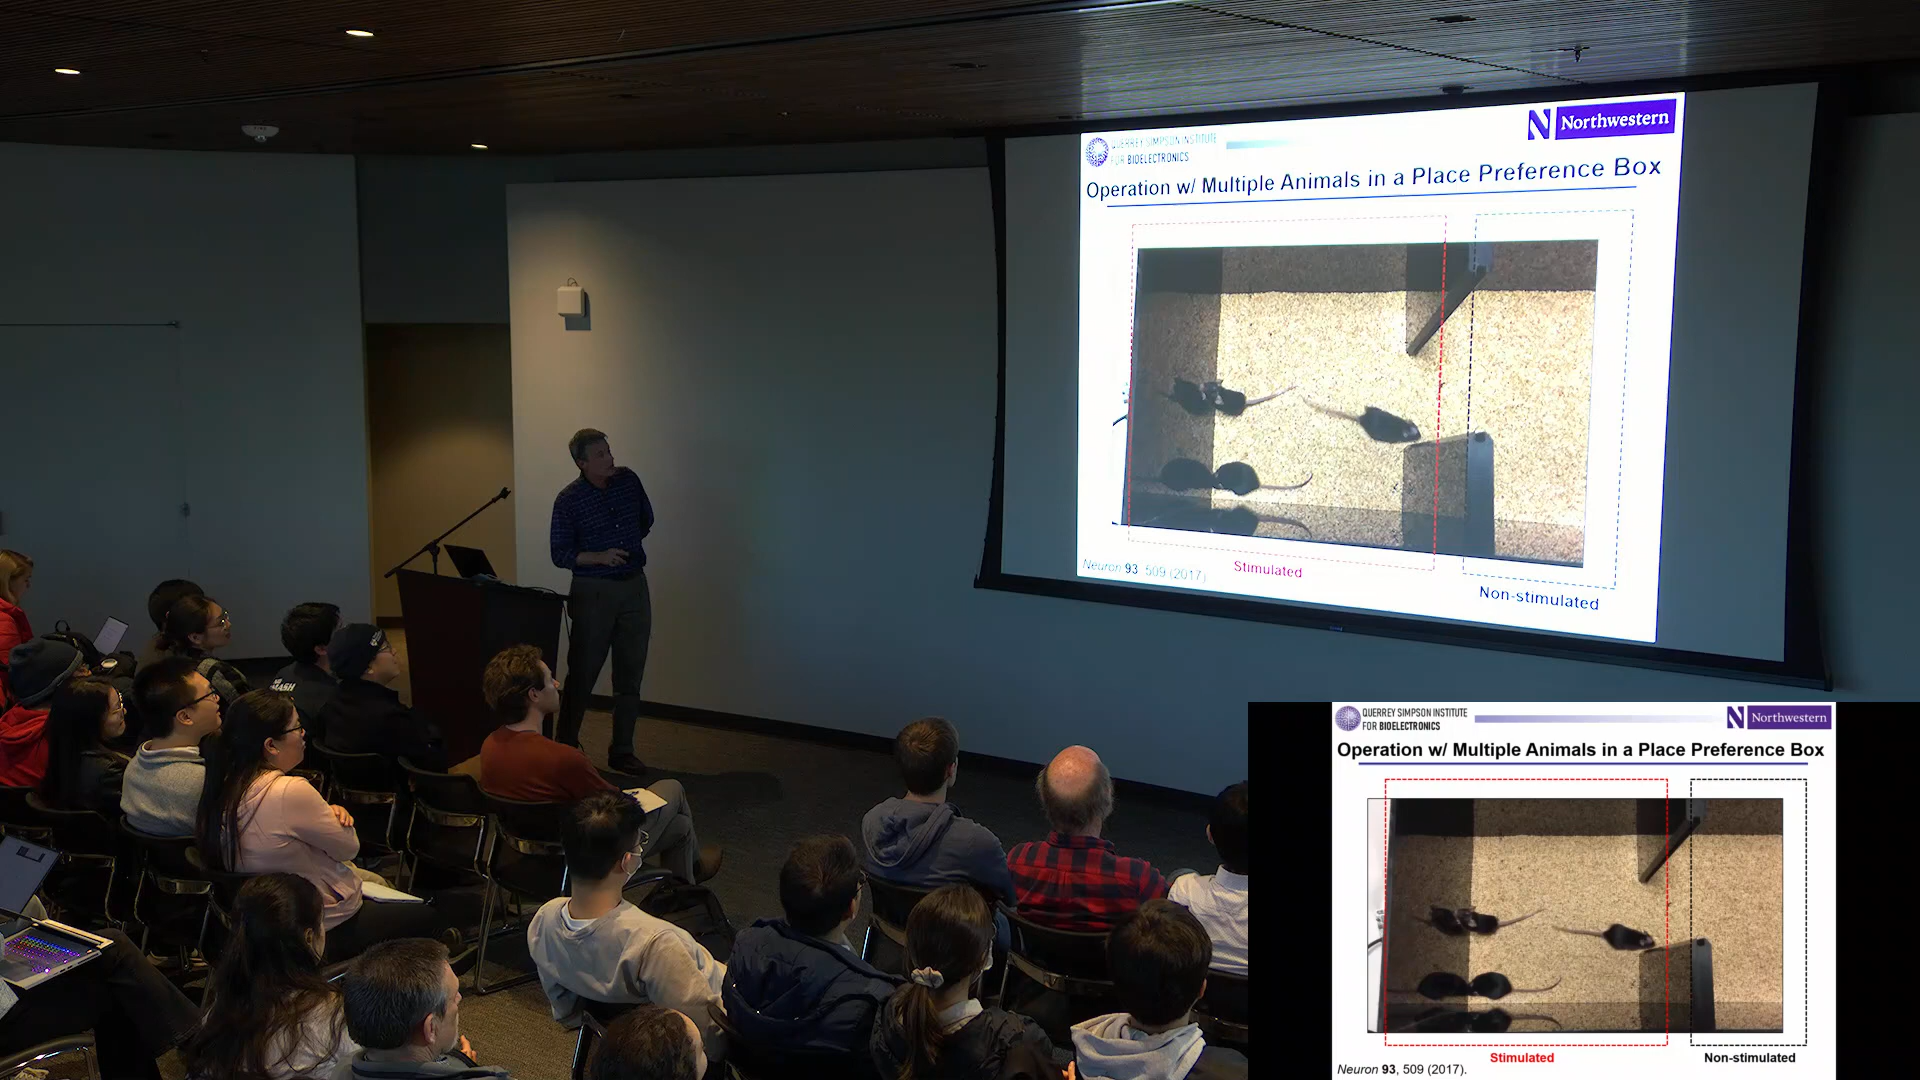 QUERREY SIMPSON INSTITUTE
FOR BIOELECTRONICS
Northwestern
Operation w/ Multiple Animals in a Place Preference Box
Stimulated
Non-stimulated
Neuron 93, 509 (2017)
QUERREY SIMPSON INSTITUTE
FOR BIOELECTRONICS
N Northwestern
Operation w/ Multiple Animals in a Place Preference Box
Stimulated
Non-stimulated
Neuron 93, 509 (2017).